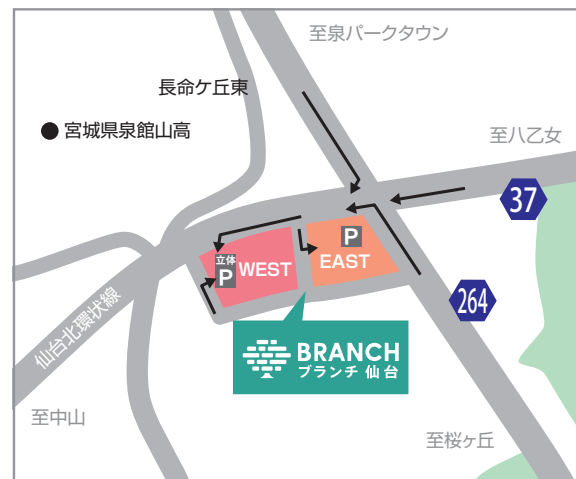 至泉パークタウン
長命ケ丘東
宮城県泉館山高
至八乙女
37
P
EAST
立体
P
WEST
264
仙台北環状線
BRANCH
ブランチ仙台
至中山
至桜ヶ丘